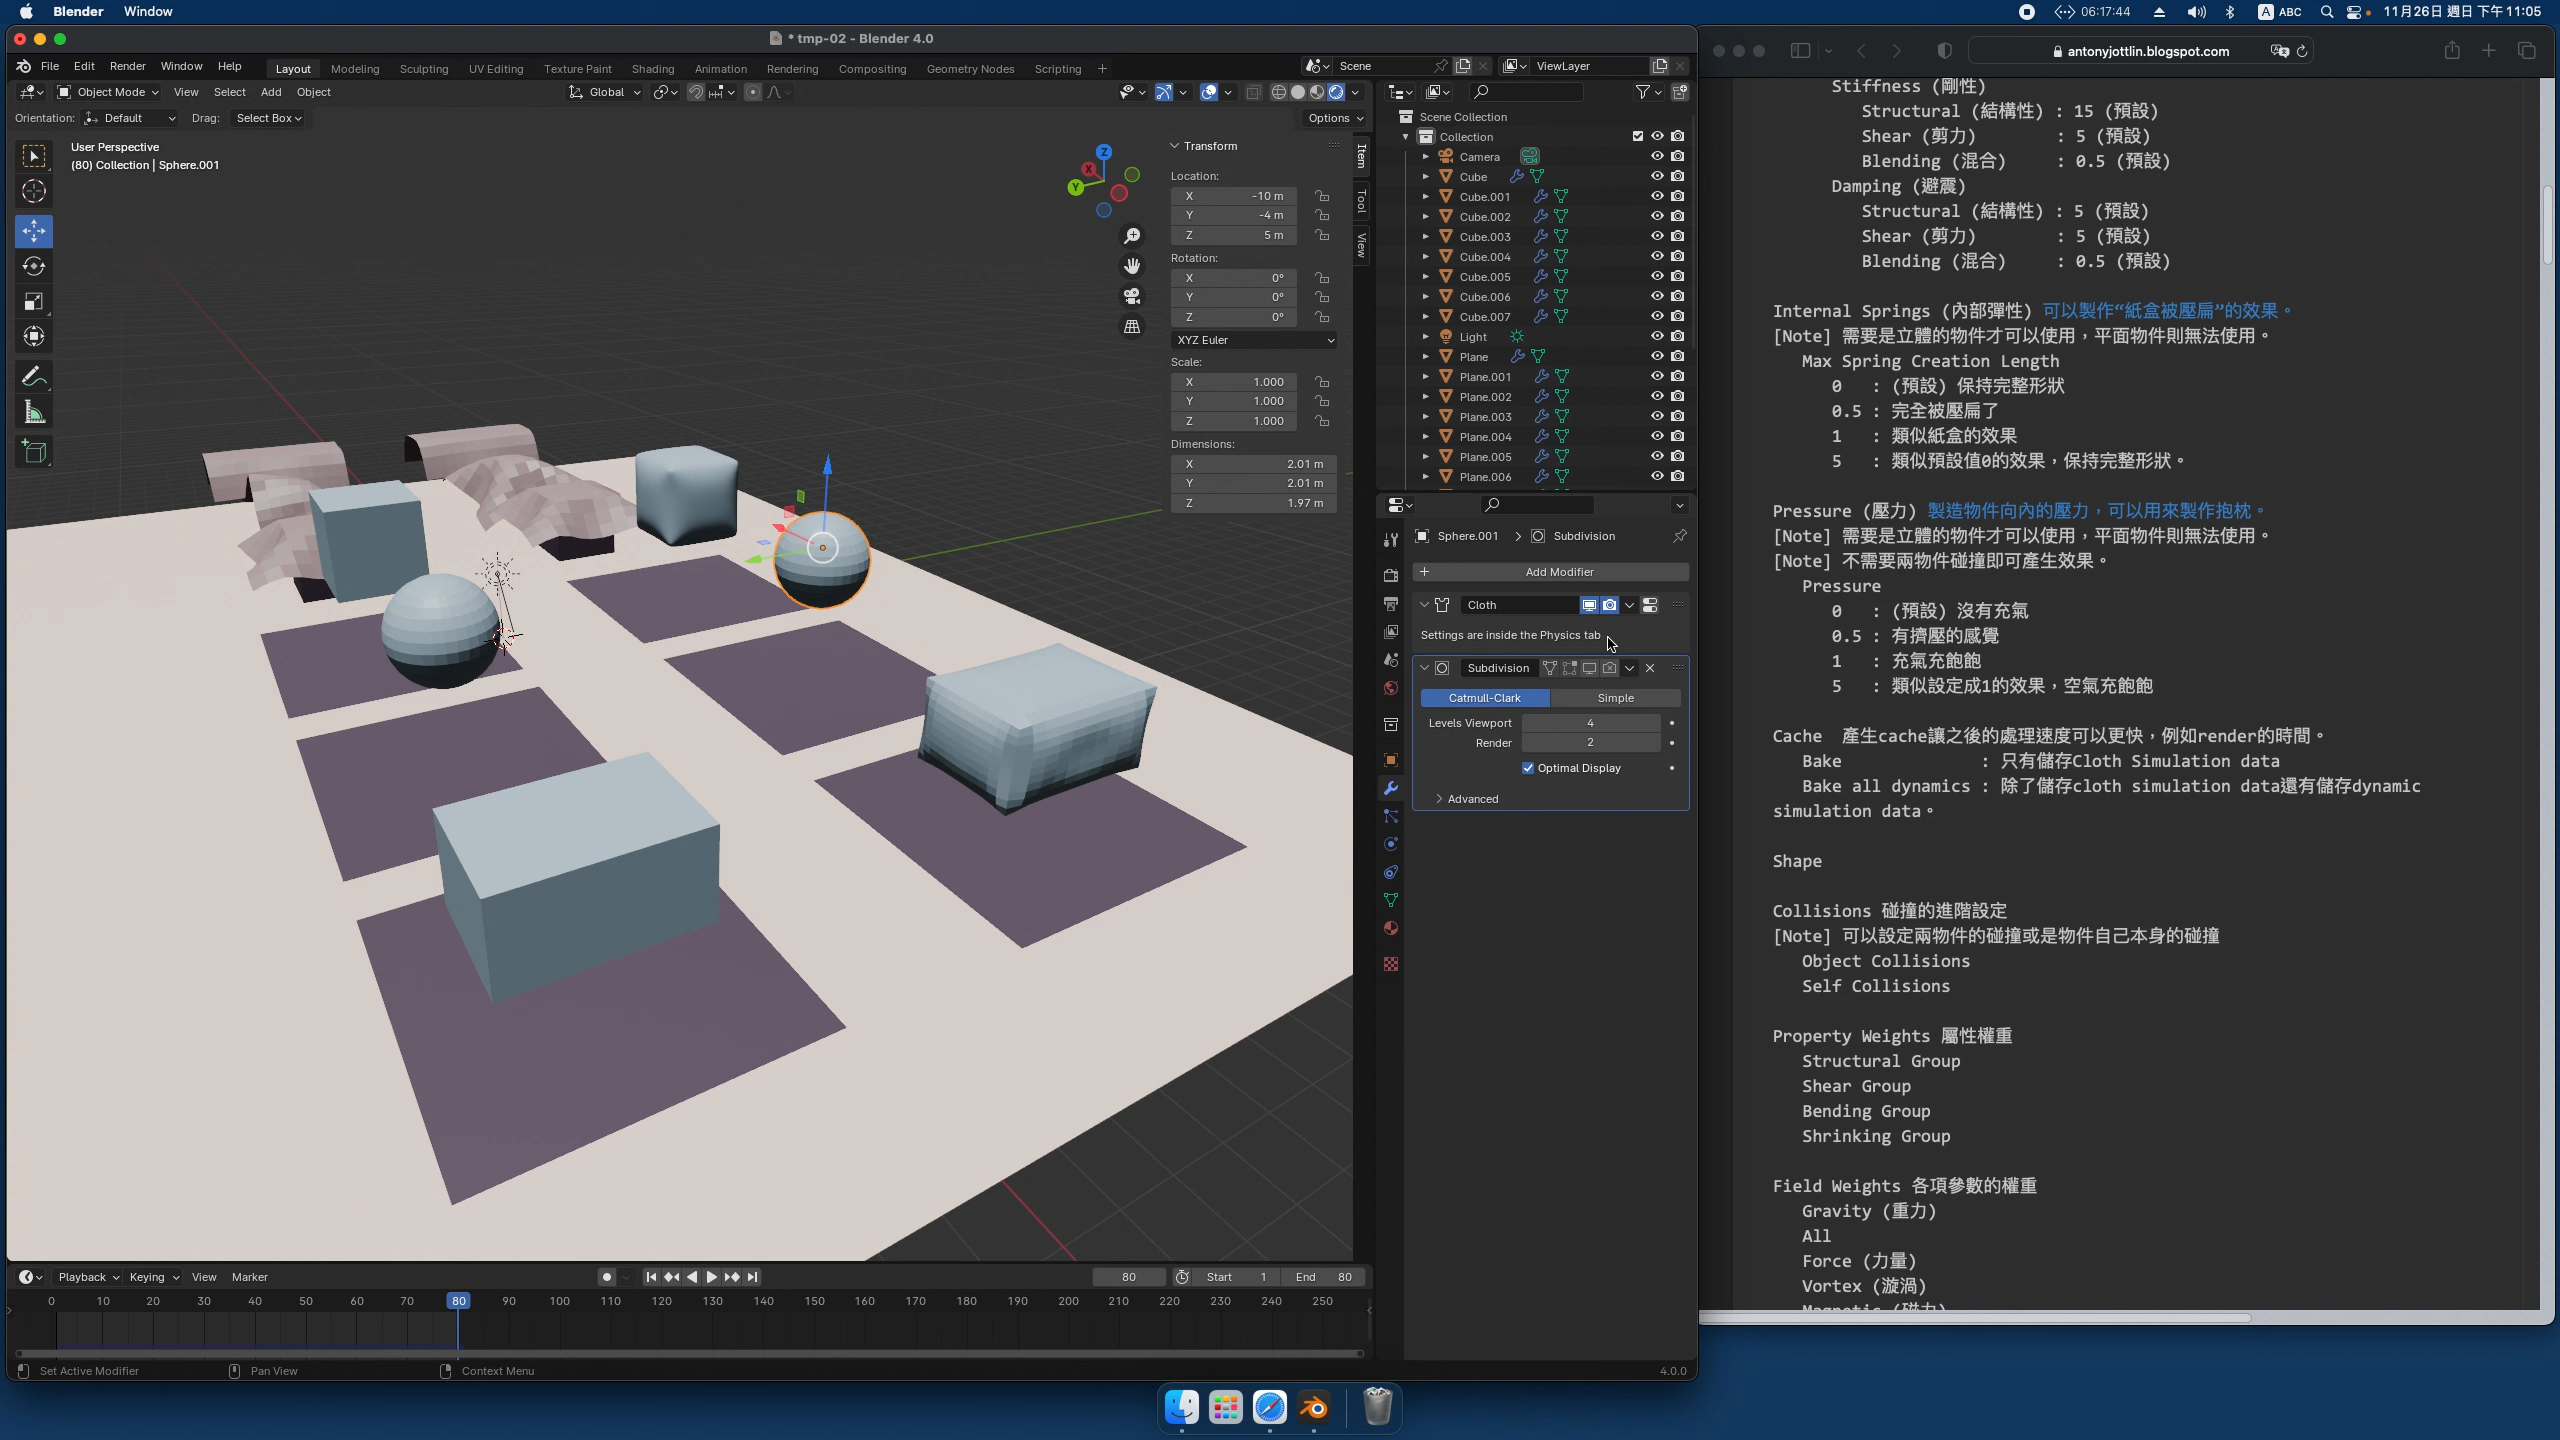 Blender Window
06:17:44 A ABC 11月26日 週日 下午 11:05
* tmp-02 - Blender 4.0
File Edit Render Window Help Layout Modeling Sculpting UV Editing Texture Paint Shading Animation Rendering Compositing Geometry Nodes Scripting + Scene ViewLayer
Object Mode View Select Add Object Global
Orientation: Default Drag: Select Box Options
User Perspective
(80) Collection | Sphere.001
Z
X
Y
Transform
Location:
X -10 m
Y -4 m
Z 5 m
Rotation:
X 0°
Y 0°
Z 0°
XYZ Euler
Scale:
X 1.000
Y 1.000
Z 1.000
Dimensions:
X 2.01 m
Y 2.01 m
Z 1.97 m
Item
Tool
View
Scene Collection
Collection
Camera
Cube
Cube.001
Cube.002
Cube.003
Cube.004
Cube.005
Cube.006
Cube.007
Light
Plane
Plane.001
Plane.002
Plane.003
Plane.004
Plane.005
Plane.006
Sphere.001 > Subdivision
+ Add Modifier
Cloth
Settings are inside the Physics tab
Subdivision
Catmull-Clark Simple
Levels Viewport 4
Render 2
Optimal Display
Advanced
Playback Keying View Marker 80 Start 1 End 80
0 10 20 30 40 50 60 70 80 90 100 110 120 130 140 150 160 170 180 190 200 210 220 230 240 250
Set Active Modifier Pan View Context Menu 4.0.0
antonyjottlin.blogspot.com
Stiffness (剛性)
Structural (結構性) : 15 (預設)
Shear (剪力) : 5 (預設)
Blending (混合) : 0.5 (預設)
Damping (避震)
Structural (結構性) : 5 (預設)
Shear (剪力) : 5 (預設)
Blending (混合) : 0.5 (預設)
Internal Springs (內部彈性) 可以製作“紙盒被壓扁”的效果。
[Note] 需要是立體的物件才可以使用，平面物件則無法使用。
Max Spring Creation Length
0 : (預設) 保持完整形狀
0.5 : 完全被壓扁了
1 : 類似紙盒的效果
5 : 類似預設值0的效果，保持完整形狀。
Pressure (壓力) 製造物件向內的壓力，可以用來製作抱枕。
[Note] 需要是立體的物件才可以使用，平面物件則無法使用。
[Note] 不需要兩物件碰撞即可產生效果。
Pressure
0 : (預設) 沒有充氣
0.5 : 有擠壓的感覺
1 : 充氣充飽飽
5 : 類似設定成1的效果，空氣充飽飽
Cache 產生cache讓之後的處理速度可以更快，例如render的時間。
Bake : 只有儲存Cloth Simulation data
Bake all dynamics : 除了儲存cloth simulation data還有儲存dynamic
simulation data。
Shape
Collisions 碰撞的進階設定
[Note] 可以設定兩物件的碰撞或是物件自己本身的碰撞
Object Collisions
Self Collisions
Property Weights 屬性權重
Structural Group
Shear Group
Bending Group
Shrinking Group
Field Weights 各項參數的權重
Gravity (重力)
All
Force (力量)
Vortex (漩渦)
Magnetic (磁力)